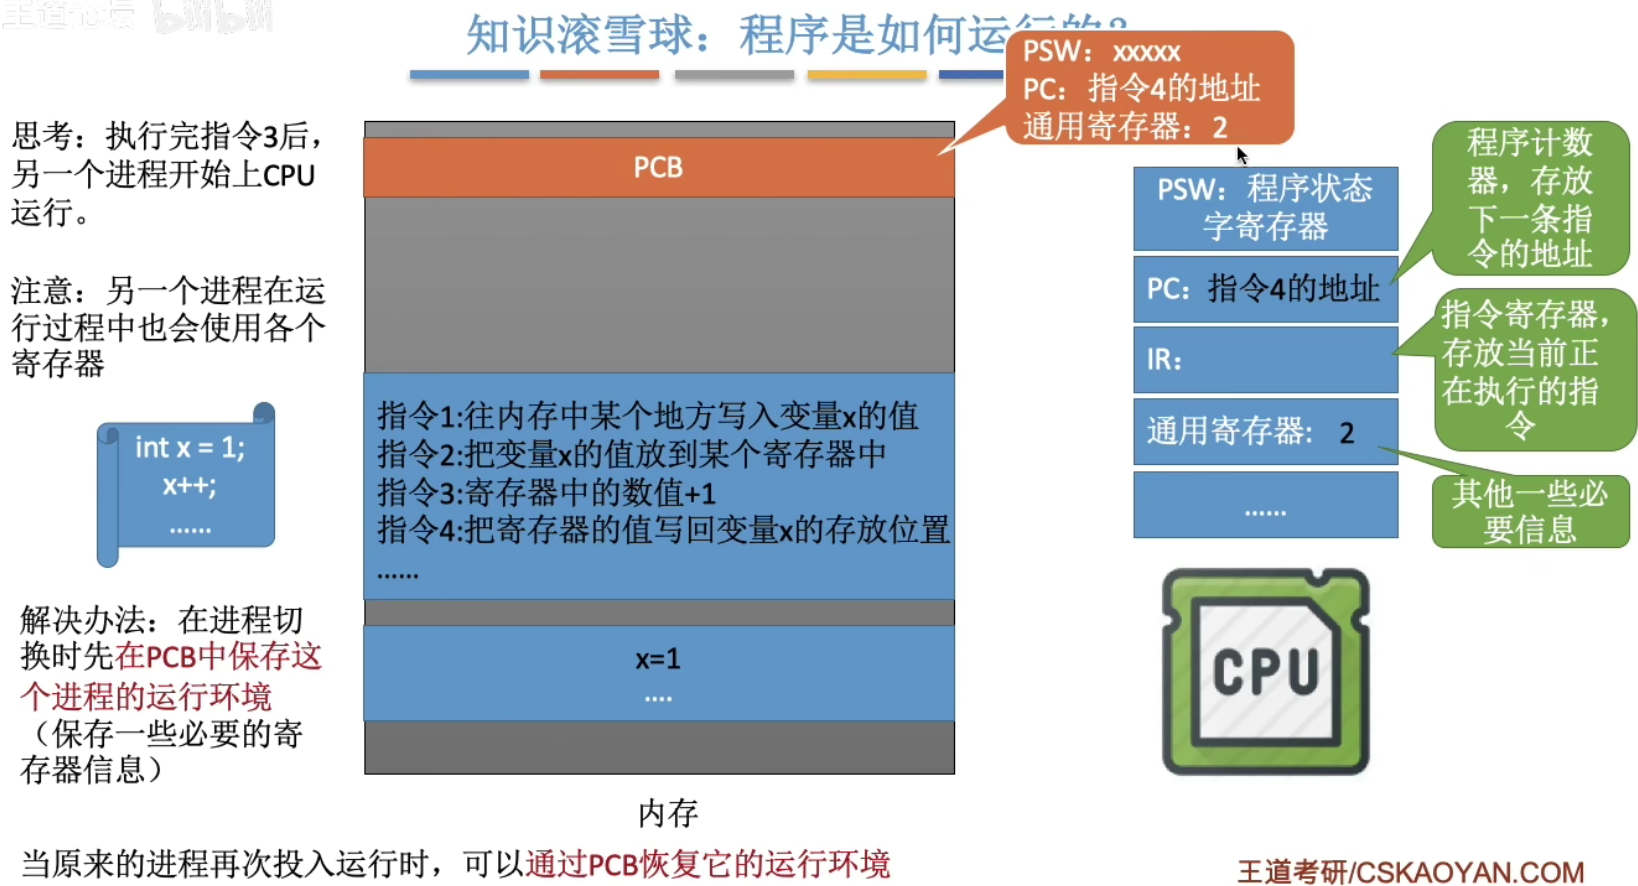 王道论坛 bilibili
知识滚雪球：程序是如何运行的？
PSW：xxxxx
PC：指令4的地址
通用寄存器：2
思考：执行完指令3后，
另一个进程开始上CPU
运行。
注意：另一个进程在运
行过程中也会使用各个
寄存器
int x = 1;
x++;
……
解决办法：在进程切
换时先在PCB中保存这
个进程的运行环境
（保存一些必要的寄
存器信息）
PCB
指令1:往内存中某个地方写入变量x的值
指令2:把变量x的值放到某个寄存器中
指令3:寄存器中的数值+1
指令4:把寄存器的值写回变量x的存放位置
……
x=1
....
内存
PSW：程序状态
字寄存器
PC：指令4的地址
IR：
通用寄存器：2
……
程序计数
器，存放
下一条指
令的地址
指令寄存器，
存放当前正
在执行的指
令
其他一些必
要信息
CPU
当原来的进程再次投入运行时，可以通过PCB恢复它的运行环境
王道考研/CSKAOYAN.COM